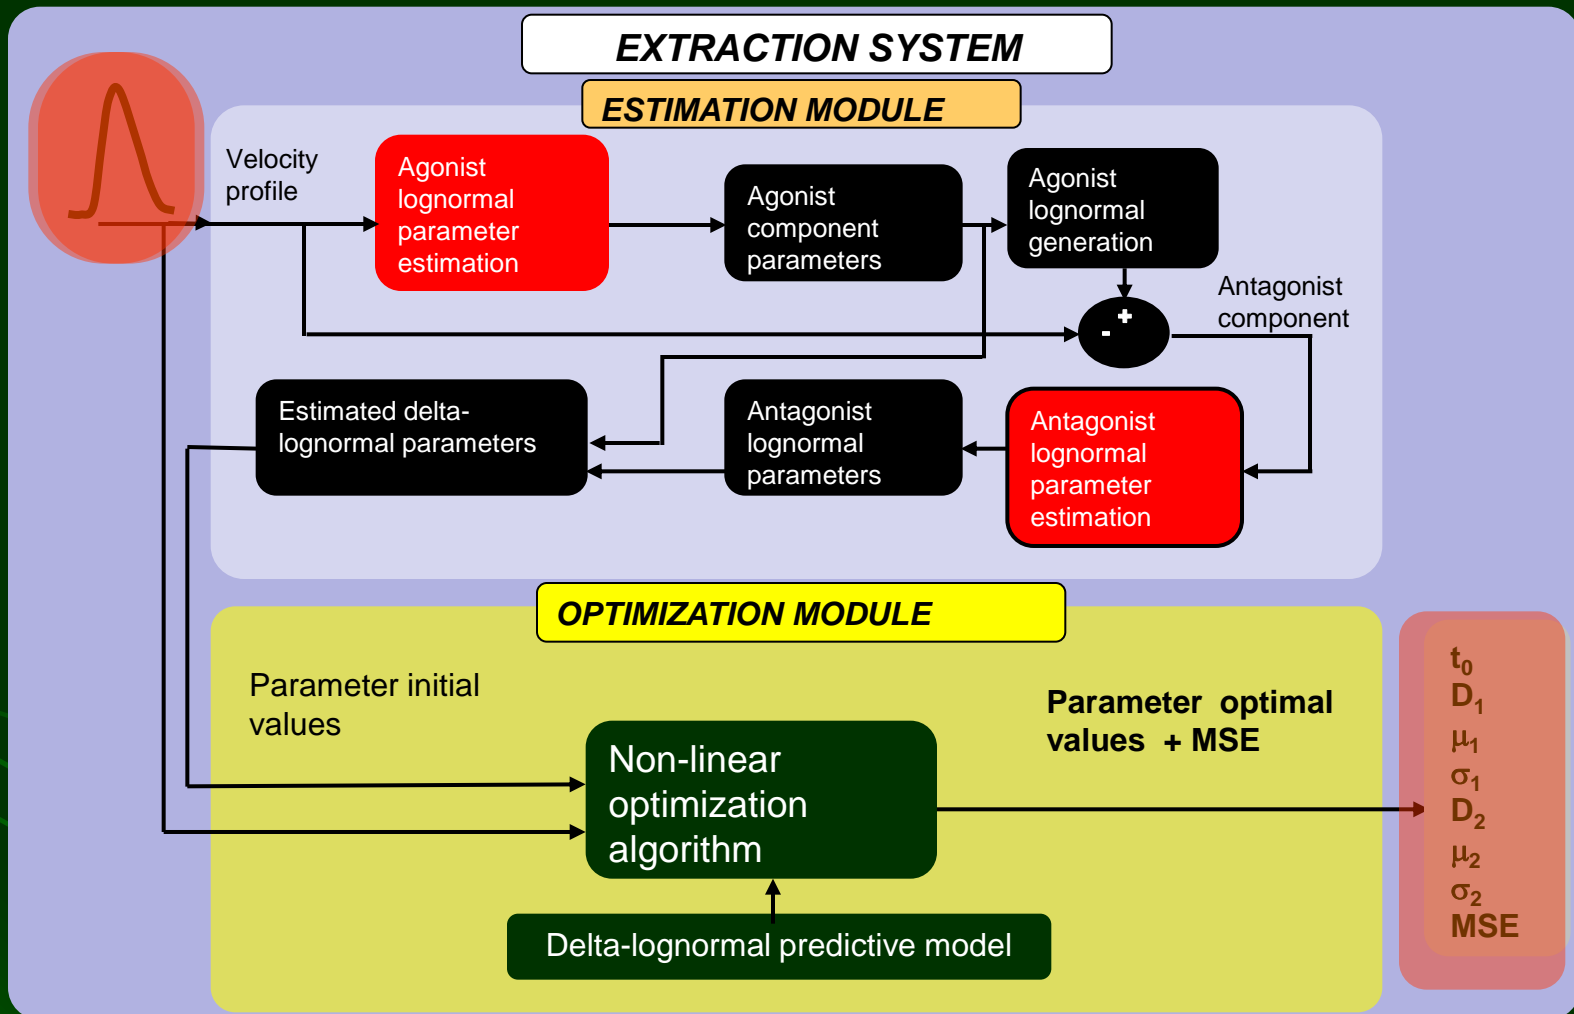 EXTRACTION SYSTEM
ESTIMATION MODULE
Velocity
profile
Agonist
lognormal
parameter
estimation
Agonist
component
parameters
Agonist
lognormal
generation
- +
Antagonist
component
Estimated delta-
lognormal parameters
Antagonist
lognormal
parameters
Antagonist
lognormal
parameter
estimation
OPTIMIZATION MODULE
Parameter initial
values
Non-linear
optimization
algorithm
Parameter optimal
values + MSE
Delta-lognormal predictive model
t₀
D₁
μ₁
σ₁
D₂
μ₂
σ₂
MSE